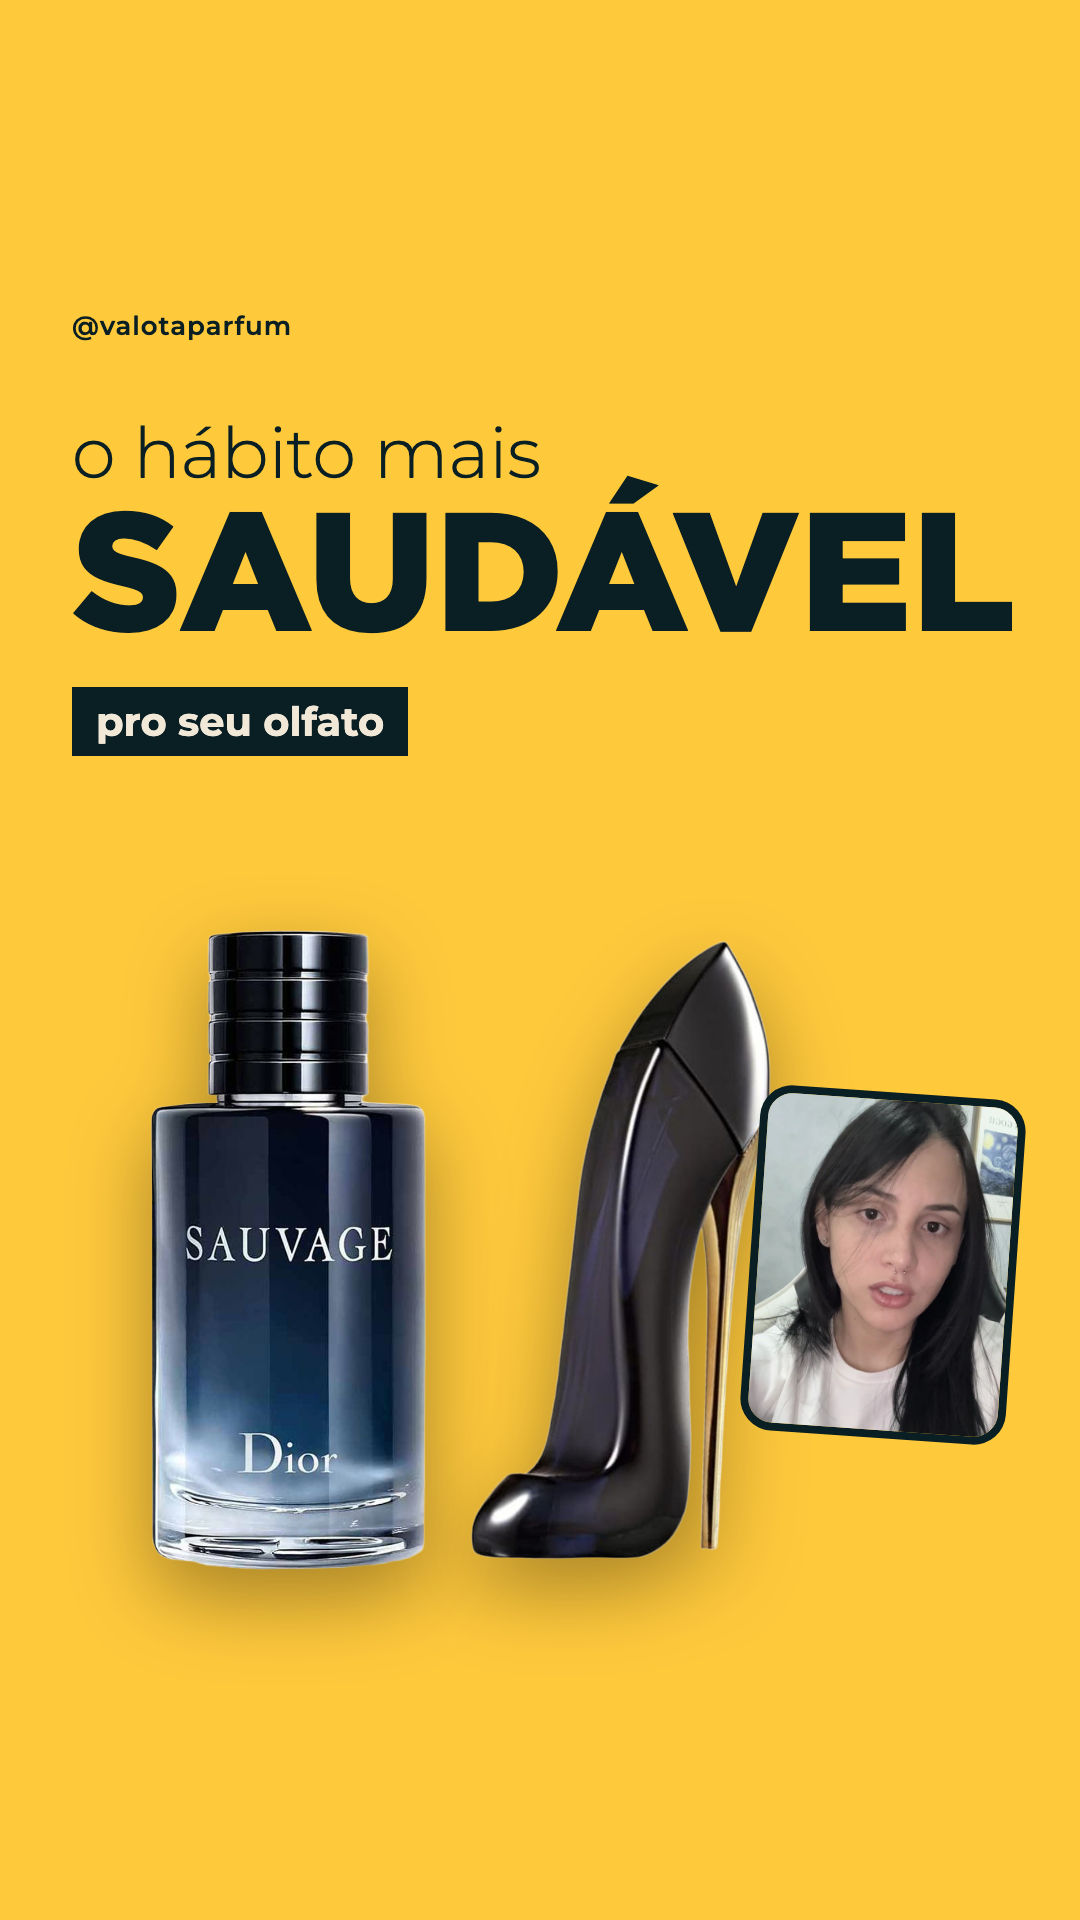 @valotaparfum
o hábito mais
SAUDÁVEL
pro seu olfato
SAUVAGE
Dior